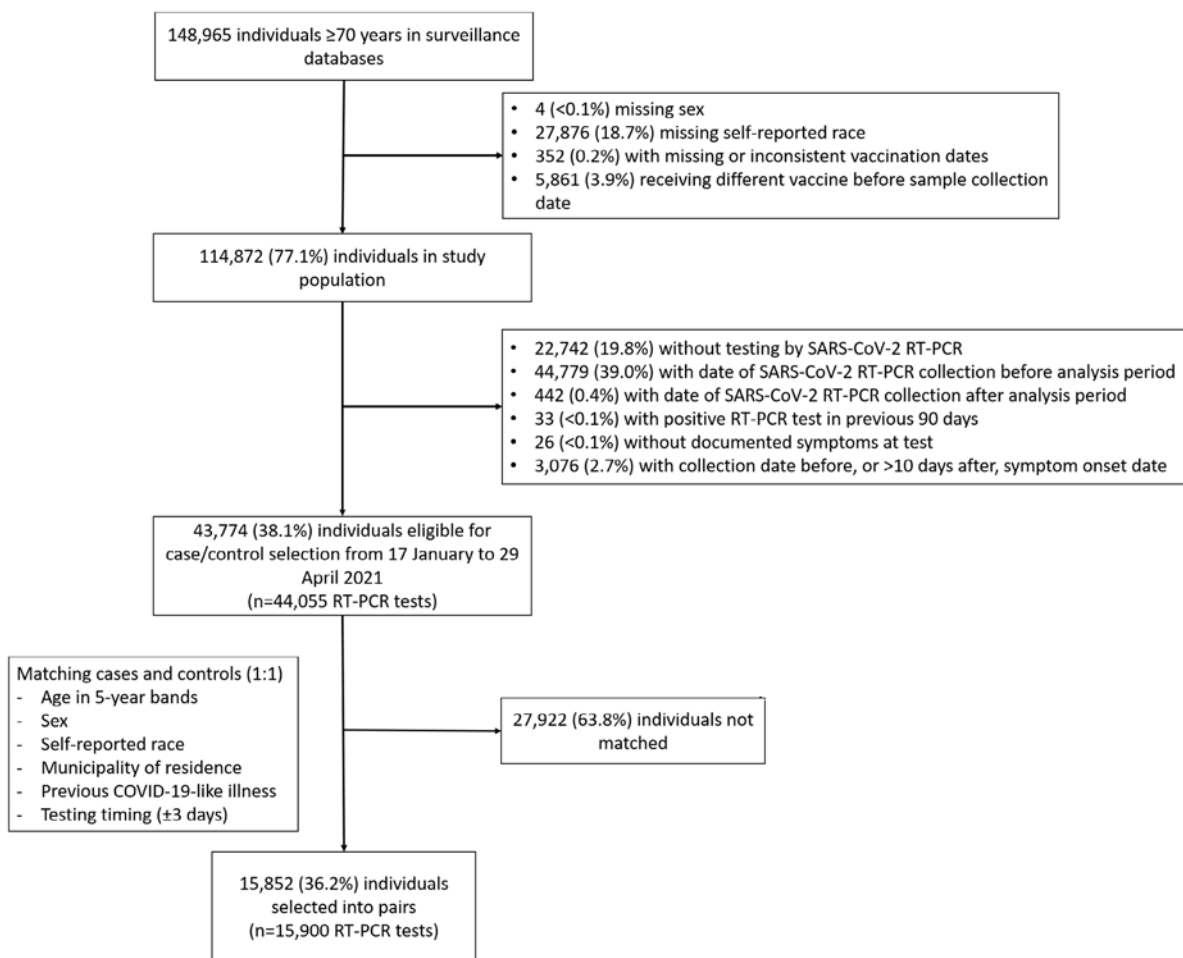 148,965 individuals ≥70 years in surveillance
databases
• 4 (<0.1%) missing sex
• 27,876 (18.7%) missing self-reported race
• 352 (0.2%) with missing or inconsistent vaccination dates
• 5,861 (3.9%) receiving different vaccine before sample collection
date
114,872 (77.1%) individuals in study
population
• 22,742 (19.8%) without testing by SARS-CoV-2 RT-PCR
• 44,779 (39.0%) with date of SARS-CoV-2 RT-PCR collection before analysis period
• 442 (0.4%) with date of SARS-CoV-2 RT-PCR collection after analysis period
• 33 (<0.1%) with positive RT-PCR test in previous 90 days
• 26 (<0.1%) without documented symptoms at test
• 3,076 (2.7%) with collection date before, or >10 days after, symptom onset date
43,774 (38.1%) individuals eligible for
case/control selection from 17 January to 29
April 2021
(n=44,055 RT-PCR tests)
Matching cases and controls (1:1)
- Age in 5-year bands
- Sex
- Self-reported race
- Municipality of residence
- Previous COVID-19-like illness
- Testing timing (±3 days)
27,922 (63.8%) individuals not
matched
15,852 (36.2%) individuals
selected into pairs
(n=15,900 RT-PCR tests)